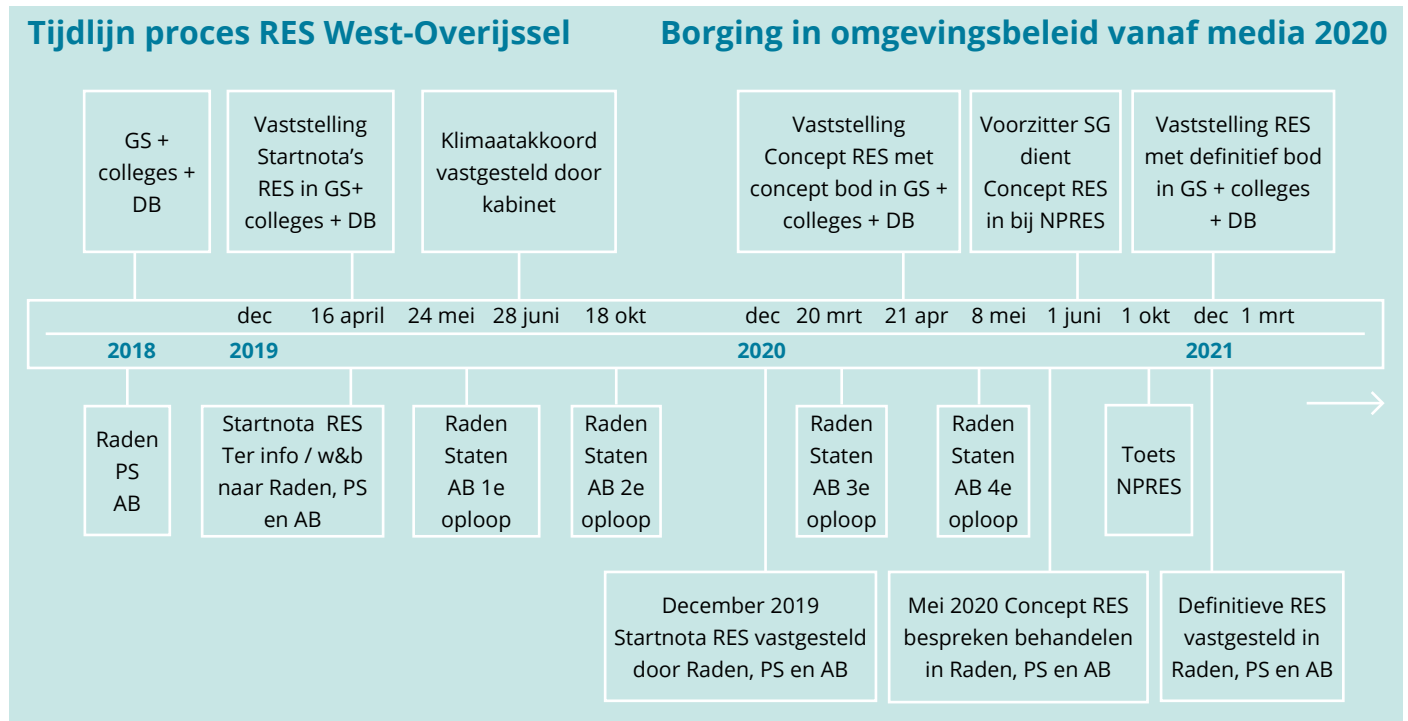 Tijdlijn proces RES West-Overijssel
Borging in omgevingsbeleid vanaf media 2020
GS +
colleges +
DB
Vaststelling
Startnota’s
RES in GS+
colleges + DB
Klimaatakkoord
vastgesteld door
kabinet
Vaststelling
Concept RES met
concept bod in GS +
colleges + DB
Voorzitter SG
dient
Concept RES
in bij NPRES
Vaststelling RES
met definitief bod
in GS + colleges
+ DB
dec 16 april 24 mei 28 juni 18 okt dec 20 mrt 21 apr 8 mei 1 juni 1 okt dec 1 mrt
2018 2019 2020 2021
Raden
PS
AB
Startnota RES
Ter info / w&b
naar Raden, PS
en AB
Raden
Staten
AB 1e
oploop
Raden
Staten
AB 2e
oploop
Raden
Staten
AB 3e
oploop
Raden
Staten
AB 4e
oploop
Toets
NPRES
December 2019
Startnota RES vastgesteld
door Raden, PS en AB
Mei 2020 Concept RES
bespreken behandelen
in Raden, PS en AB
Definitieve RES
vastgesteld in
Raden, PS en AB